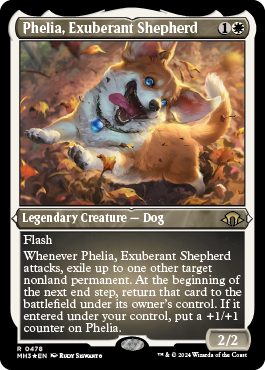 Phelia, Exuberant Shepherd 1
Legendary Creature — Dog
Flash
Whenever Phelia, Exuberant Shepherd
attacks, exile up to one other target
nonland permanent. At the beginning of
the next end step, return that card to the
battlefield under its owner's control. If it
entered under your control, put a +1/+1
counter on Phelia.
2/2
R 0476
MH3 EN RUDY SISWANTO
™ & © 2024 Wizards of the Coast